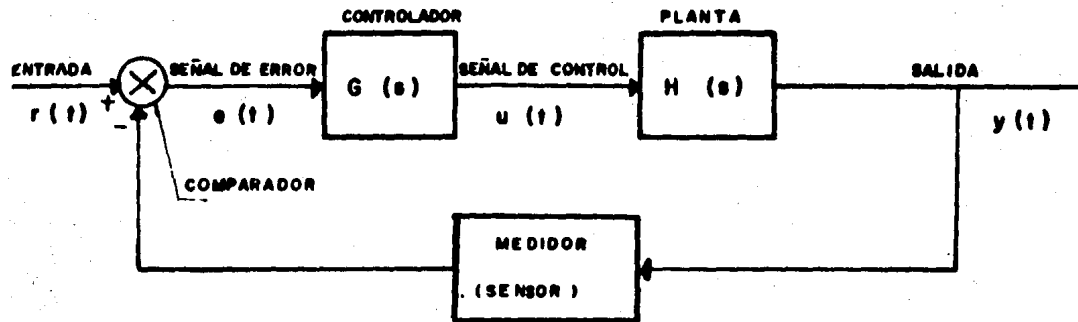 CONTROLADOR
PLANTA
ENTRADA
SEÑAL DE ERROR
G (s)
SEÑAL DE CONTROL
H (s)
SALIDA
r(t)
+
-
e (t)
u (t)
y(t)
COMPARADOR
MEDIDOR
(SENSOR)